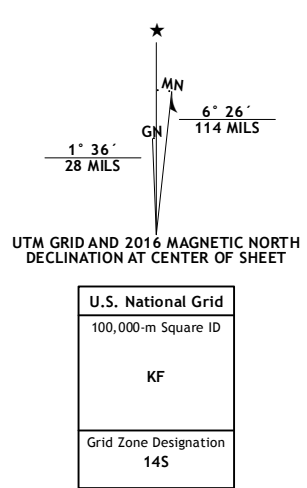 ★
MN
6° 26´
114 MILS
GN
1° 36´
28 MILS
UTM GRID AND 2016 MAGNETIC NORTH
DECLINATION AT CENTER OF SHEET
U.S. National Grid
100,000-m Square ID
KF
Grid Zone Designation
14S